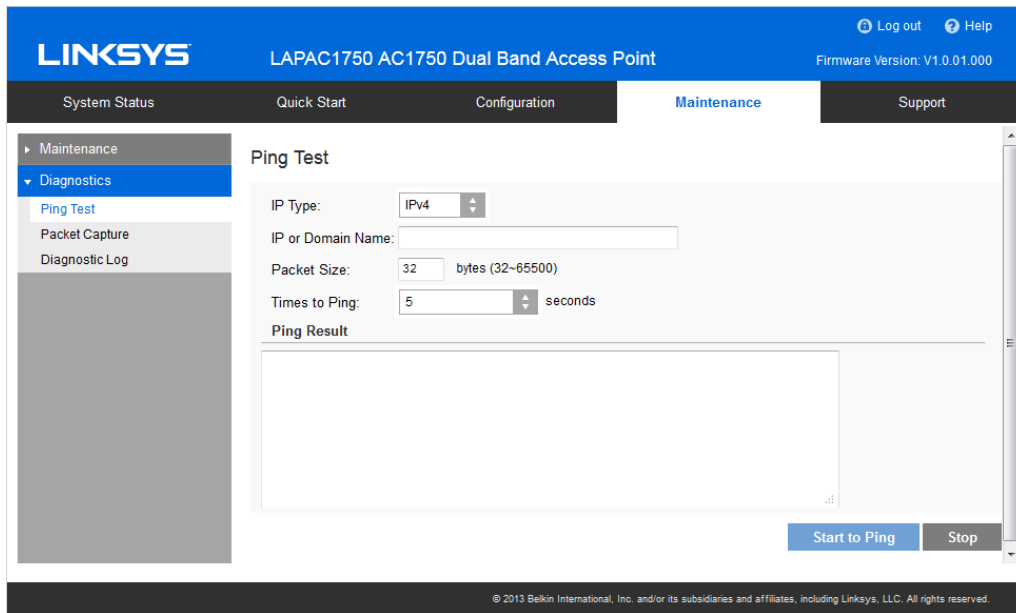 Log out Help
LINKSYS LAPAC1750 AC1750 Dual Band Access Point
Firmware Version: V1.0.01.000
System Status Quick Start Configuration Maintenance Support
Maintenance
Diagnostics
Ping Test
Packet Capture
Diagnostic Log
Ping Test
IP Type: IPv4
IP or Domain Name:
Packet Size: 32 bytes (32~65500)
Times to Ping: 5 seconds
Ping Result
Start to Ping Stop
© 2013 Belkin International, Inc. and/or its subsidiaries and affiliates, including Linksys, LLC. All rights reserved.